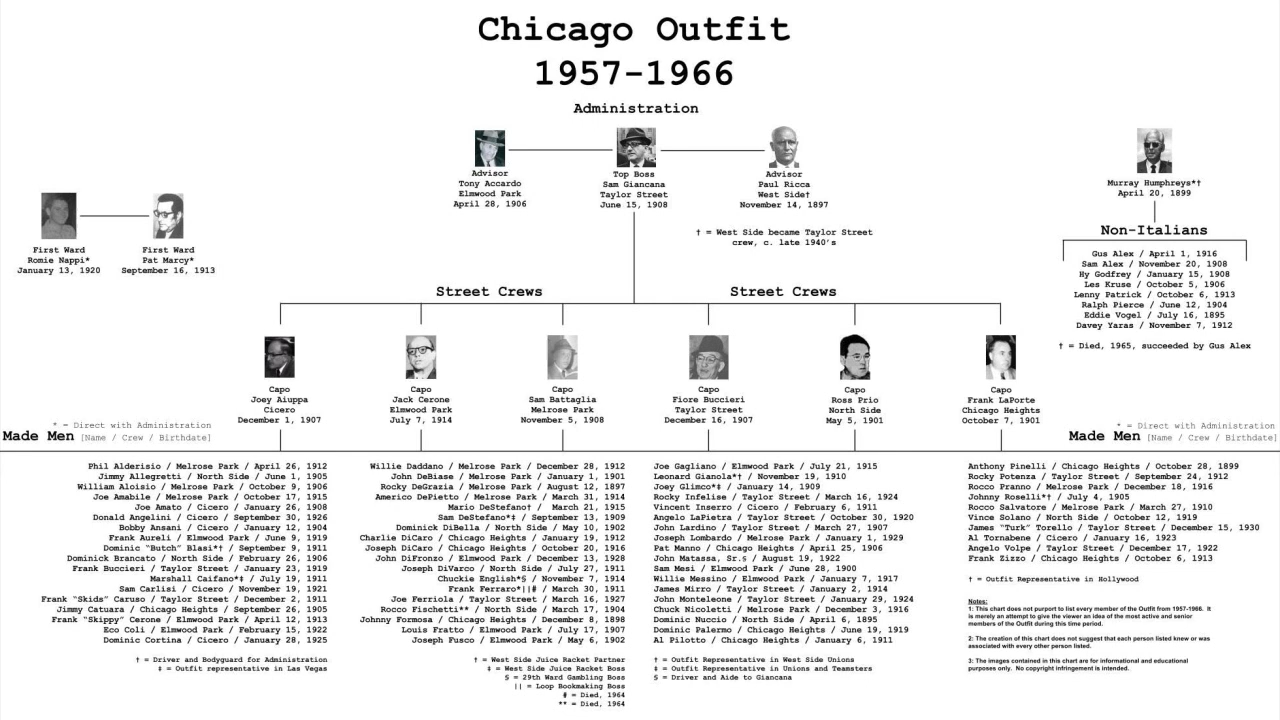 Chicago Outfit
1957-1966
Administration
Advisor
Tony Accardo
Elmwood Park
April 28, 1906
Top Boss
Sam Giancana
Taylor Street
June 15, 1908
Advisor
Paul Ricca
West Side†
November 14, 1897
† = West Side became Taylor Street
crew, c. late 1940's
First Ward
Romie Nappi*
January 13, 1920
First Ward
Pat Marcy*
September 16, 1913
Murray Humphreys*†
April 20, 1899
Non-Italians
Gus Alex / April 1, 1916
Sam Alex / November 20, 1908
Hy Godfrey / January 15, 1908
Les Kruse / October 5, 1906
Lenny Patrick / October 6, 1913
Ralph Pierce / June 12, 1904
Eddie Vogel / July 16, 1895
Davey Yaras / November 7, 1912
† = Died, 1965, succeeded by Gus Alex
Street Crews
Street Crews
Capo
Joey Aiuppa
Cicero
December 1, 1907
Capo
Jack Cerone
Elmwood Park
July 7, 1914
Capo
Sam Battaglia
Melrose Park
November 5, 1908
Capo
Fiore Buccieri
Taylor Street
December 16, 1907
Capo
Ross Prio
North Side
May 5, 1901
Capo
Frank LaPorte
Chicago Heights
October 7, 1901
* = Direct with Administration
Made Men [Name / Crew / Birthdate]
* = Direct with Administration
Made Men [Name / Crew / Birthdate]
Phil Alderisio / Melrose Park / April 26, 1912
Jimmy Allegretti / North Side / June 1, 1905
William Aloisio / Melrose Park / October 9, 1906
Joe Amabile / Melrose Park / October 17, 1915
Joe Amato / Cicero / January 26, 1908
Donald Angelini / Cicero / September 30, 1926
Bobby Ansani / Cicero / January 12, 1904
Frank Aureli / Elmwood Park / June 9, 1919
Dominic "Butch" Blasi*† / September 9, 1911
Dominick Brancato / North Side / February 26, 1906
Frank Buccieri / Taylor Street / January 23, 1919
Marshall Caifano*‡ / July 19, 1911
Sam Carlisi / Cicero / November 19, 1921
Frank "Skids" Caruso / Taylor Street / December 2, 1911
Jimmy Catuara / Chicago Heights / September 26, 1905
Frank "Skippy" Cerone / Elmwood Park / April 12, 1913
Eco Coli / Elmwood Park / February 15, 1922
Dominic Cortina / Cicero / January 28, 1925
† = Driver and Bodyguard for Administration
‡ = Outfit representative in Las Vegas
Willie Daddano / Melrose Park / December 28, 1912
John DeBiase / Melrose Park / January 1, 1901
Rocky DeGrazia / Melrose Park / August 12, 1897
Americo DePietto / Melrose Park / March 31, 1914
Mario DeStefano† / March 21, 1915
Sam DeStefano*‡ / September 13, 1909
Dominick DiBella / North Side / May 10, 1902
Charlie DiCaro / Chicago Heights / January 19, 1912
Joseph DiCaro / Chicago Heights / October 20, 1916
John DiFronzo / Elmwood Park / December 13, 1928
Joseph DiVarco / North Side / July 27, 1911
Chuckie English*§ / November 7, 1914
Frank Ferraro*||# / March 30, 1911
Joe Ferriola / Taylor Street / March 16, 1927
Rocco Fischetti** / North Side / March 17, 1904
Johnny Formosa / Chicago Heights / December 8, 1898
Louis Fratto / Elmwood Park / July 17, 1907
Joseph Fusco / Elmwood Park / May 6, 1902
† = West Side Juice Racket Partner
‡ = West Side Juice Racket Boss
§ = 29th Ward Gambling Boss
|| = Loop Bookmaking Boss
# = Died, 1964
** = Died, 1964
Joe Gagliano / Elmwood Park / July 21, 1915
Leonard Gianola*† / November 19, 1910
Joey Glimco*‡ / January 14, 1909
Rocky Infelise / Taylor Street / March 16, 1924
Vincent Inserro / Cicero / February 6, 1911
Angelo LaPietra / Taylor Street / October 30, 1920
John Lardino / Taylor Street / March 27, 1907
Joseph Lombardo / Melrose Park / January 1, 1929
Pat Manno / Chicago Heights / April 25, 1906
John Matassa, Sr.§ / August 19, 1922
Sam Mesi / Elmwood Park / June 28, 1900
Willie Messino / Elmwood Park / January 7, 1917
James Mirro / Taylor Street / January 2, 1914
John Monteleone / Taylor Street / January 29, 1924
Chuck Nicoletti / Melrose Park / December 3, 1916
Dominic Nuccio / North Side / April 6, 1895
Dominic Palermo / Chicago Heights / June 19, 1919
Al Pilotto / Chicago Heights / January 6, 1911
† = Outfit Representative in West Side Unions
‡ = Outfit Representative in Unions and Teamsters
§ = Driver and Aide to Giancana
Anthony Pinelli / Chicago Heights / October 28, 1899
Rocky Potenza / Taylor Street / September 24, 1912
Rocco Pranno / Melrose Park / December 18, 1916
Johnny Roselli*† / July 4, 1905
Rocco Salvatore / Melrose Park / March 27, 1910
Vince Solano / North Side / October 12, 1919
James "Turk" Torello / Taylor Street / December 15, 1930
Al Tornabene / Cicero / January 16, 1923
Angelo Volpe / Taylor Street / December 17, 1922
Frank Zizzo / Chicago Heights / October 6, 1913
† = Outfit Representative in Hollywood
Notes:
1: This chart does not purport to list every member of the Outfit from 1957-1966. It
is merely an attempt to give the viewer an idea of the most active and senior
members of the Outfit during this time period.
2: The creation of this chart does not suggest that each person listed knew or was
associated with every other person listed.
3: The images contained in this chart are for informational and educational
purposes only. No copyright infringement is intended.